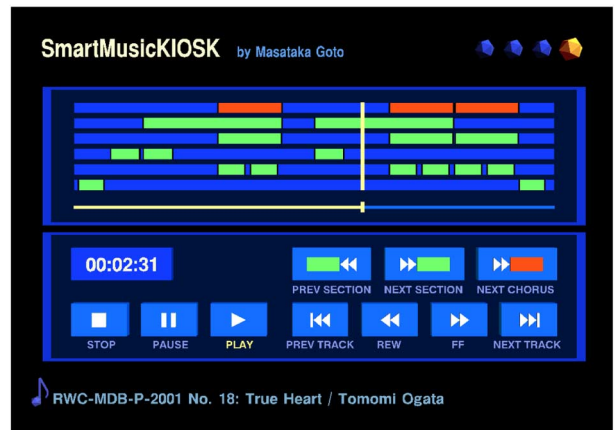 SmartMusicKIOSK by Masataka Goto
00:02:31
PREV SECTION NEXT SECTION NEXT CHORUS
STOP PAUSE PLAY PREV TRACK REW FF NEXT TRACK
RWC-MDB-P-2001 No. 18: True Heart / Tomomi Ogata